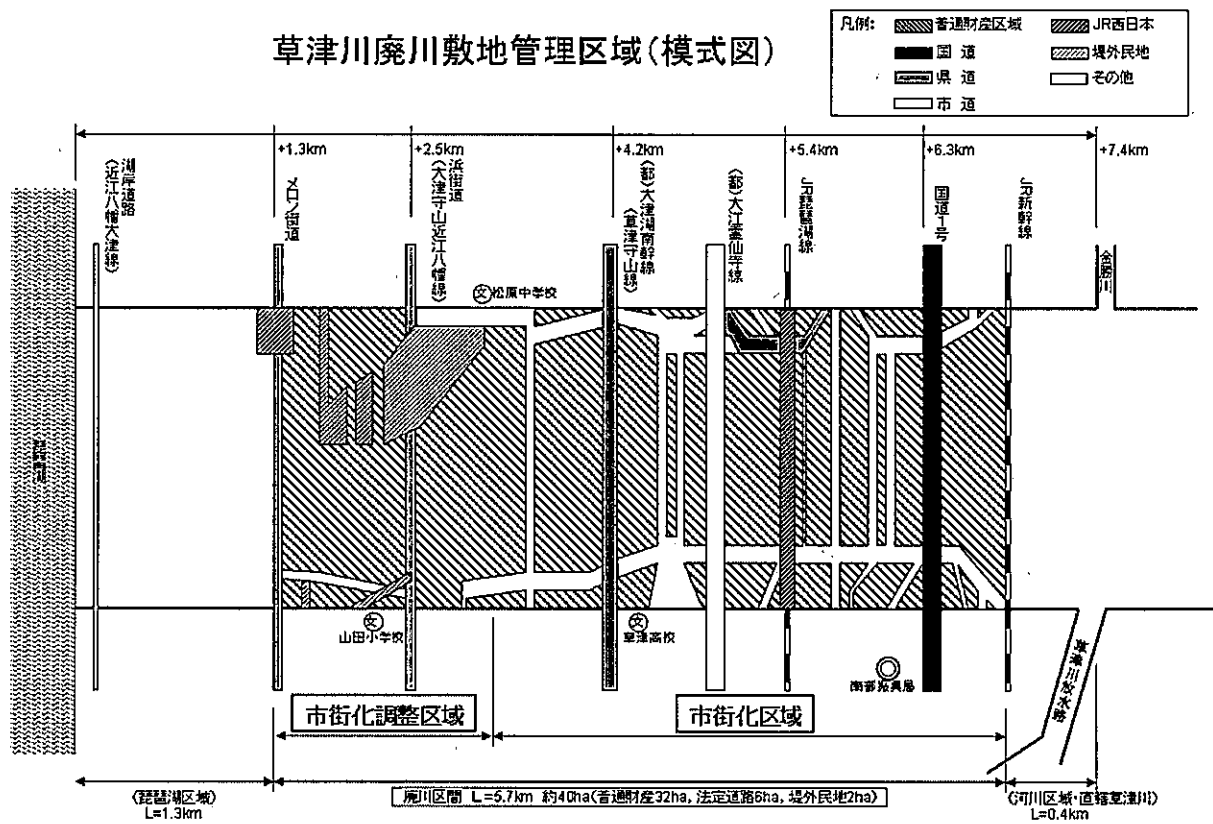 草津川廃川敷地管理区域(模式図)
凡例:
普通財産区域
JR西日本
国 道
堤外民地
県 道
その他
市 道
+1.3km
+2.5km
+4.2km
+5.4km
+6.3km
+7.4km
湖岸道路
(近江八幡大津線)
メロン街道
浜街道
(大津守山近江八幡線)
(都)大津湖南幹線
(草津守山線)
(都)大江霊仙寺線
JR琵琶湖線
国道1号
JR新幹線
金勝川
文 松原中学校
琵琶湖
文
山田小学校
文
草津高校
南部振興局
草津川放水路
市街化調整区域
市街化区域
(琵琶湖区域)
L=1.3km
廃川区間 L=5.7km 約40ha(普通財産32ha, 法定道路6ha, 堤外民地2ha)
(河川区域・直轄草津川)
L=0.4km